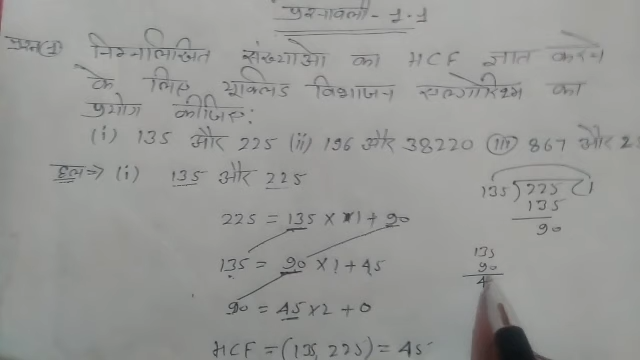 प्रश्नावली - 1.1
प्रश्न(1) निम्नलिखित संख्याओ का HCF ज्ञात करने
के लिए यूक्लिड विभाजन एल्गोरिथ्म का
प्रयोग कीजिए:
(i) 135 और 225 (ii) 196 और 38220 (iii) 867 और 2
हल⇒ (i) 135 और 225
135) 225 (1
135
90
225 = 135 × 1 + 90
135 = 90 × 1 + 45
90 = 45 × 2 + 0
HCF = (135, 225) = 45
135
90
4